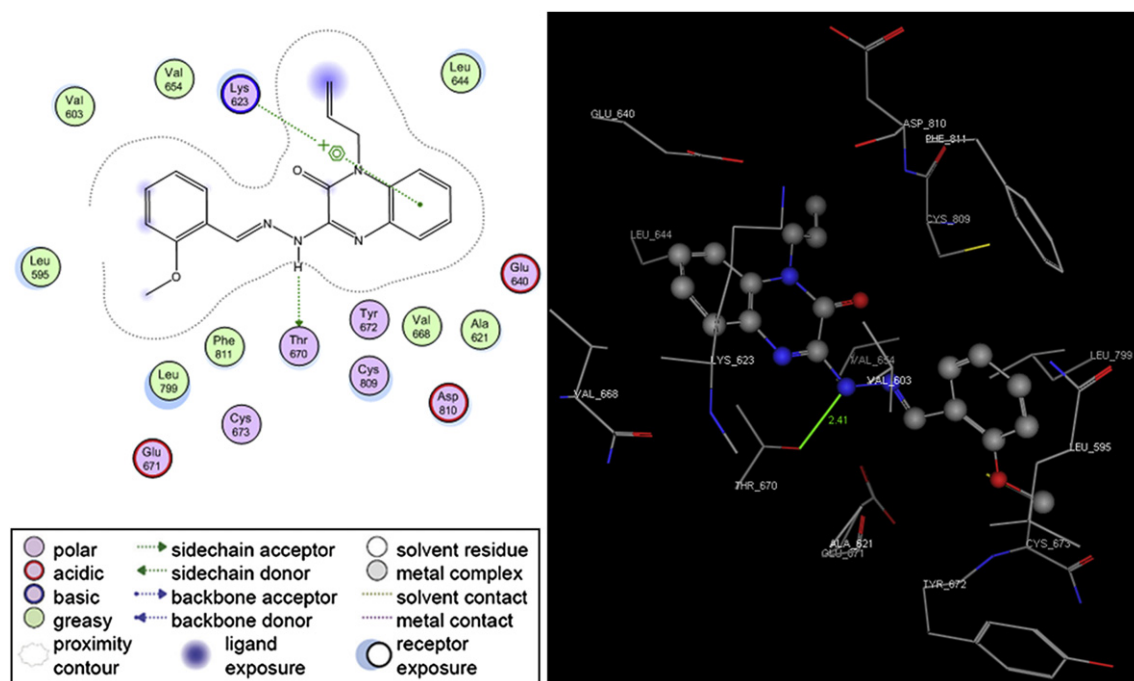 Val
654
Lys
623
Leu
644
Val
603
O
N
N
N
N
H
O
Leu
595
Glu
640
Tyr
672
Val
668
Ala
621
Phe
811
Thr
670
Leu
799
Cys
809
Asp
810
Cys
673
Glu
671
polar
acidic
basic
greasy
proximity
contour
sidechain acceptor
sidechain donor
backbone acceptor
backbone donor
ligand
exposure
solvent residue
metal complex
solvent contact
metal contact
receptor
exposure
GLU_640
ASP_810
PHE_811
CYS_809
LEU_644
LYS_623
VAL_654
VAL_603
LEU_799
VAL_668
2.41
LEU_595
THR_670
ALA_621
GLU_671
CYS_673
TYR_672